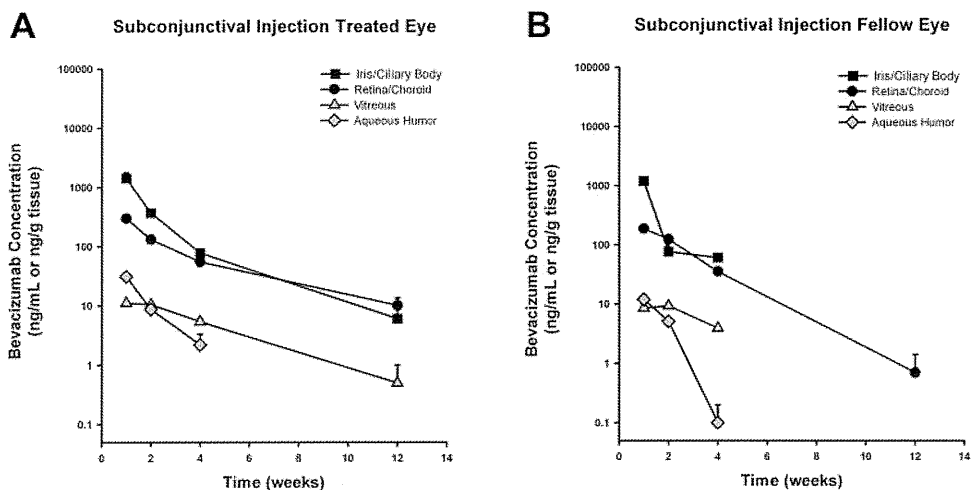 A
Subconjunctival Injection Treated Eye
Iris/Ciliary Body
Retina/Choroid
Vitreous
Aqueous Humor
100000
10000
1000
100
10
1
0.1
Bevacizumab Concentration
(ng/mL or ng/g tissue)
0 2 4 6 8 10 12 14
Time (weeks)
B
Subconjunctival Injection Fellow Eye
Iris/Ciliary Body
Retina/Choroid
Vitreous
Aqueous Humor
100000
10000
1000
100
10
1
0.1
Bevacizumab Concentration
(ng/mL or ng/g tissue)
0 2 4 6 8 10 12 14
Time (weeks)